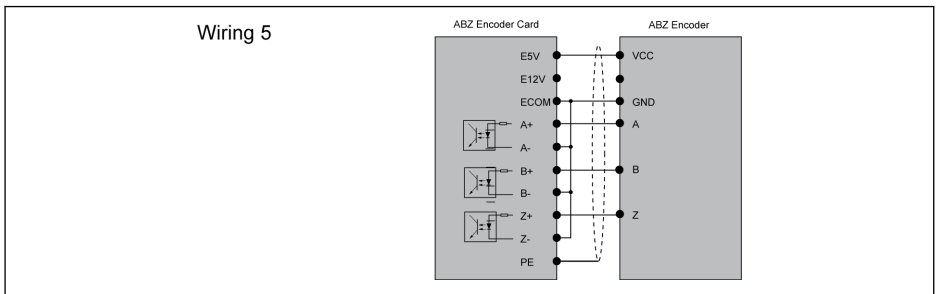 Wiring 5
ABZ Encoder Card
ABZ Encoder
E5V
VCC
E12V
ECOM
GND
A+
A
A-
B+
B
B-
Z+
Z
Z-
PE